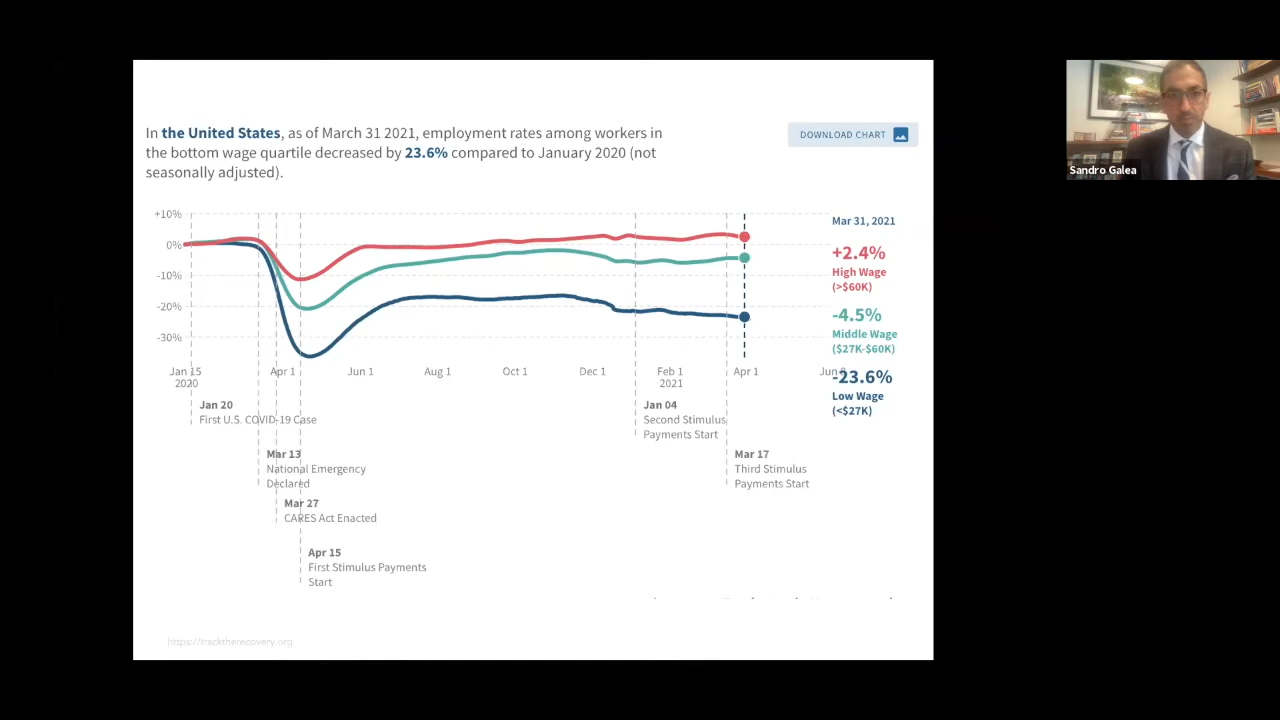 In the United States, as of March 31 2021, employment rates among workers in
the bottom wage quartile decreased by 23.6% compared to January 2020 (not
seasonally adjusted).
DOWNLOAD CHART
Sandro Galea
+10%
0%
-10%
-20%
-30%
Mar 31, 2021
+2.4%
High Wage
(>$60K)
-4.5%
Middle Wage
($27K-$60K)
-23.6%
Low Wage
(<$27K)
Jan 15
2020
Apr 1
Jun 1
Aug 1
Oct 1
Dec 1
Feb 1
2021
Apr 1
Jan 20
First U.S. COVID-19 Case
Mar 13
National Emergency
Declared
Mar 27
CARES Act Enacted
Apr 15
First Stimulus Payments
Start
Jan 04
Second Stimulus
Payments Start
Mar 17
Third Stimulus
Payments Start
https://tracktherecovery.org